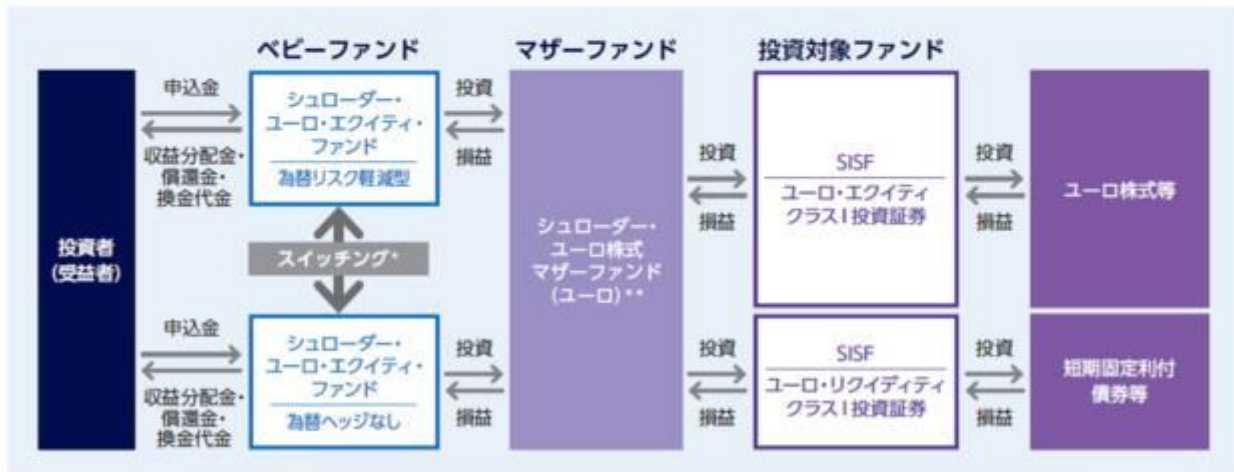 ベビーファンド
マザーファンド
投資対象ファンド
投資者
(受益者)
申込金
収益分配金・
償還金・
換金代金
シュローダー・
ユーロ・エクイティ・
ファンド
為替リスク軽減型
投資
損益
スイッチング*
申込金
収益分配金・
償還金・
換金代金
シュローダー・
ユーロ・エクイティ・
ファンド
為替ヘッジなし
投資
損益
シュローダー・
ユーロ株式
マザーファンド
(ユーロ)**
投資
損益
SISF
ユーロ・エクイティ
クラスI投資証券
投資
損益
ユーロ株式等
投資
損益
SISF
ユーロ・リクイディティ
クラスI投資証券
投資
損益
短期固定利付
債券等